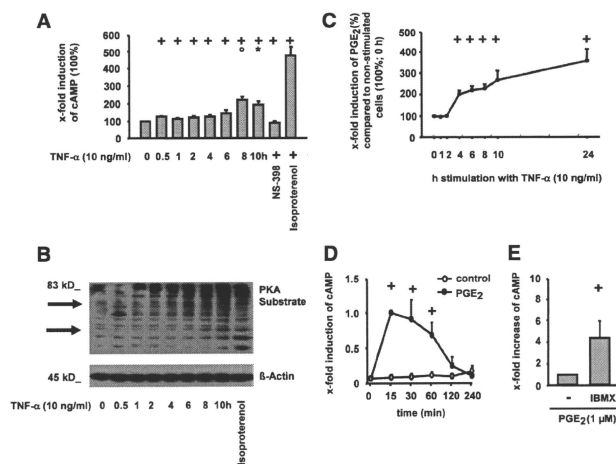 A
x-fold induction of cAMP (100%)
600
500
400
300
200
100
0
+ + + + + + + + + +
° *
TNF-α (10 ng/ml) 0 0.5 1 2 4 6 8 10h + +
NS-398
Isoproterenol
B
83 kD_
PKA
Substrate
45 kD_
ß-Actin
TNF-α (10 ng/ml) 0 0.5 1 2 4 6 8 10h
Isoproterenol
C
x-fold induction of PGE2(%)
compared to non-stimulated
cells (100%; 0 h)
500
400
300
200
100
0
+ + + + +
0 1 2 4 6 8 10 24
h stimulation with TNF-α (10 ng/ml)
D
x-fold induction of cAMP
1.5
1.0
0.5
0.0
control
PGE2
+ + +
0 15 30 60 120 240
time (min)
E
x-fold increase of cAMP
10
8
6
4
2
0
+
- IBMX
PGE2(1 µM)